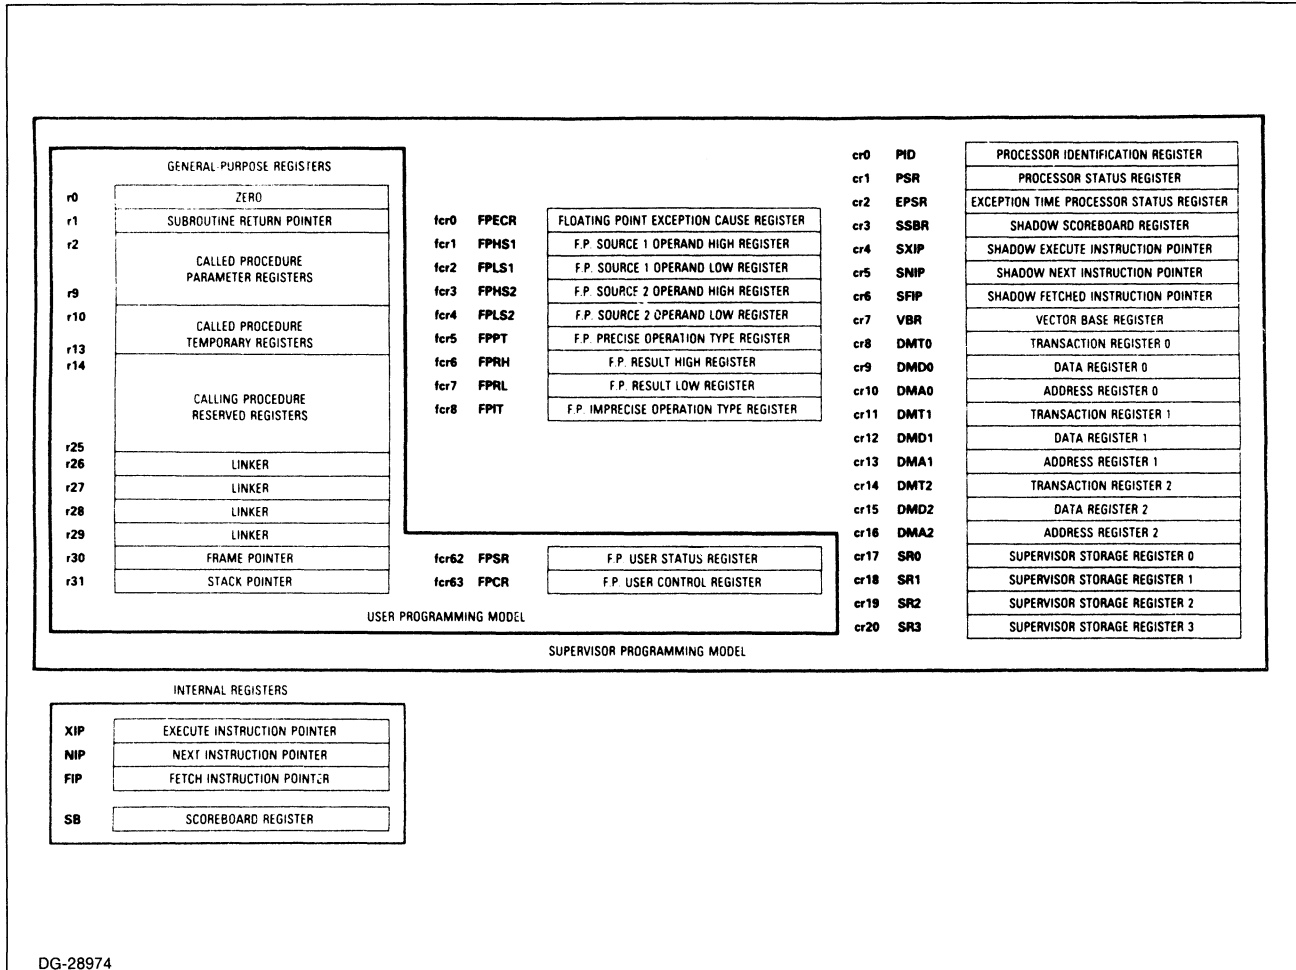 GENERAL-PURPOSE REGISTERS
r0 ZERO
r1 SUBROUTINE RETURN POINTER
r2
CALLED PROCEDURE
PARAMETER REGISTERS
r9
r10
CALLED PROCEDURE
TEMPORARY REGISTERS
r13
r14
CALLING PROCEDURE
RESERVED REGISTERS
r25
r26 LINKER
r27 LINKER
r28 LINKER
r29 LINKER
r30 FRAME POINTER
r31 STACK POINTER
fcr0 FPECR FLOATING POINT EXCEPTION CAUSE REGISTER
fcr1 FPHS1 F.P. SOURCE 1 OPERAND HIGH REGISTER
fcr2 FPLS1 F.P. SOURCE 1 OPERAND LOW REGISTER
fcr3 FPHS2 F.P. SOURCE 2 OPERAND HIGH REGISTER
fcr4 FPLS2 F.P. SOURCE 2 OPERAND LOW REGISTER
fcr5 FPPT F.P. PRECISE OPERATION TYPE REGISTER
fcr6 FPRH F.P. RESULT HIGH REGISTER
fcr7 FPRL F.P. RESULT LOW REGISTER
fcr8 FPIT F.P. IMPRECISE OPERATION TYPE REGISTER
fcr62 FPSR F.P. USER STATUS REGISTER
fcr63 FPCR F.P. USER CONTROL REGISTER
USER PROGRAMMING MODEL
cr0 PID PROCESSOR IDENTIFICATION REGISTER
cr1 PSR PROCESSOR STATUS REGISTER
cr2 EPSR EXCEPTION TIME PROCESSOR STATUS REGISTER
cr3 SSBR SHADOW SCOREBOARD REGISTER
cr4 SXIP SHADOW EXECUTE INSTRUCTION POINTER
cr5 SNIP SHADOW NEXT INSTRUCTION POINTER
cr6 SFIP SHADOW FETCHED INSTRUCTION POINTER
cr7 VBR VECTOR BASE REGISTER
cr8 DMT0 TRANSACTION REGISTER 0
cr9 DMD0 DATA REGISTER 0
cr10 DMA0 ADDRESS REGISTER 0
cr11 DMT1 TRANSACTION REGISTER 1
cr12 DMD1 DATA REGISTER 1
cr13 DMA1 ADDRESS REGISTER 1
cr14 DMT2 TRANSACTION REGISTER 2
cr15 DMD2 DATA REGISTER 2
cr16 DMA2 ADDRESS REGISTER 2
cr17 SR0 SUPERVISOR STORAGE REGISTER 0
cr18 SR1 SUPERVISOR STORAGE REGISTER 1
cr19 SR2 SUPERVISOR STORAGE REGISTER 2
cr20 SR3 SUPERVISOR STORAGE REGISTER 3
SUPERVISOR PROGRAMMING MODEL
INTERNAL REGISTERS
XIP EXECUTE INSTRUCTION POINTER
NIP NEXT INSTRUCTION POINTER
FIP FETCH INSTRUCTION POINTER
SB SCOREBOARD REGISTER
DG-28974